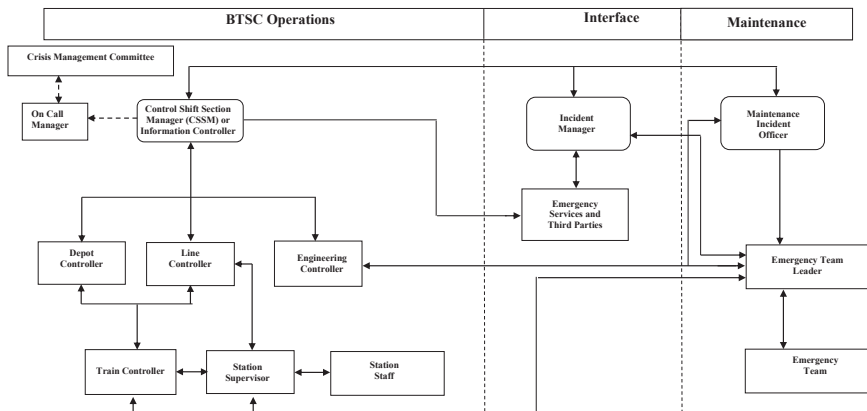 BTSC Operations
Interface
Maintenance
Crisis Management Committee
On Call
Manager
Control Shift Section
Manager (CSSM) or
Information Controller
Incident
Manager
Maintenance
Incident
Officer
Emergency
Services and
Third Parties
Depot
Controller
Line
Controller
Engineering
Controller
Emergency Team
Leader
Train Controller
Station
Supervisor
Station
Staff
Emergency
Team